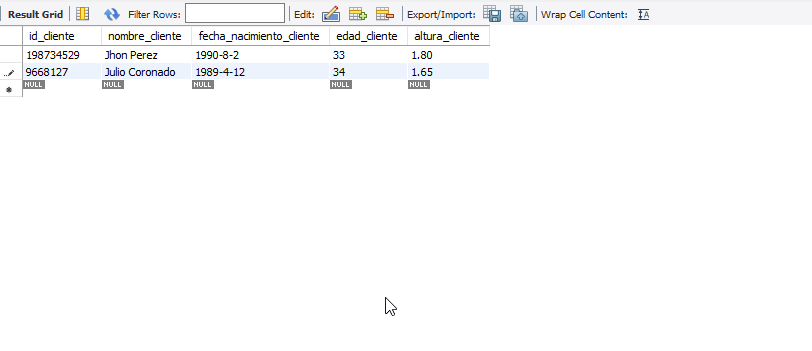 Result Grid Filter Rows: Edit: Export/Import: Wrap Cell Content: A
id_cliente nombre_cliente fecha_nacimiento_cliente edad_cliente altura_cliente
198734529 Jhon Perez 1990-8-2 33 1.80
9668127 Julio Coronado 1989-4-12 34 1.65
NULL NULL NULL NULL NULL